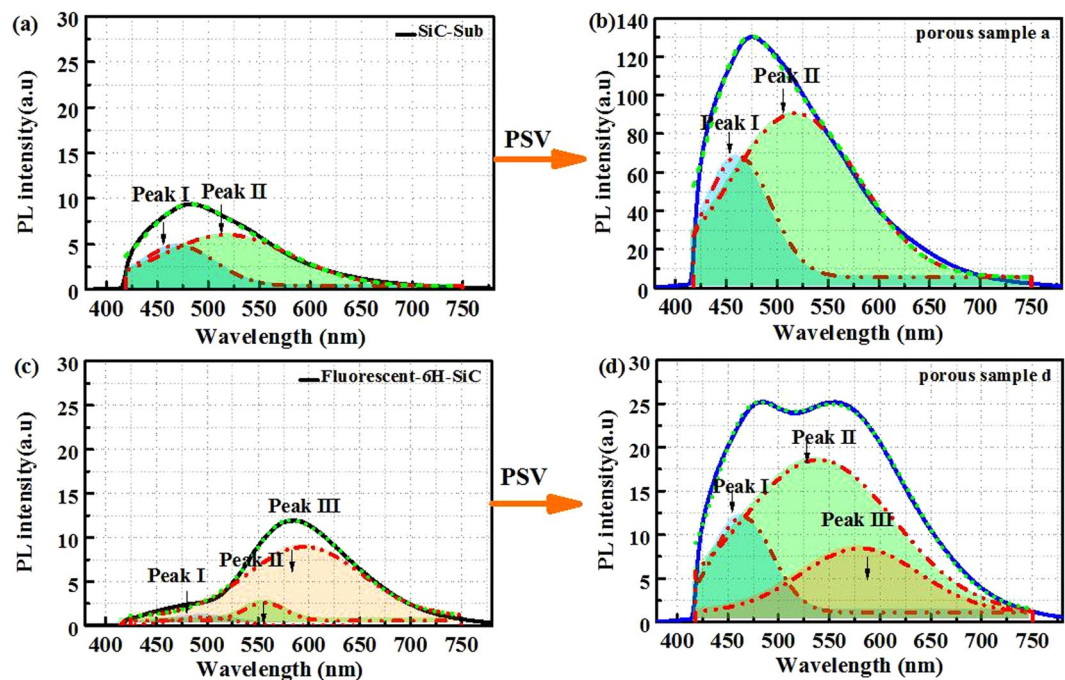 (a)
30
25
20
15
10
5
0
PL intensity(a.u)
SiC-Sub
Peak I Peak II
400 450 500 550 600 650 700 750
Wavelength (nm)
PSV
(b)
140
120
100
80
60
40
20
0
PL intensity(a.u)
porous sample a
Peak II
Peak I
400 450 500 550 600 650 700 750
Wavelength (nm)
(c)
30
25
20
15
10
5
0
PL intensity(a.u)
Fluorescent-6H-SiC
Peak III
Peak II
Peak I
400 450 500 550 600 650 700 750
Wavelength (nm)
PSV
(d)
30
25
20
15
10
5
0
PL intensity(a.u)
porous sample d
Peak II
Peak I
Peak III
400 450 500 550 600 650 700 750
Wavelength (nm)